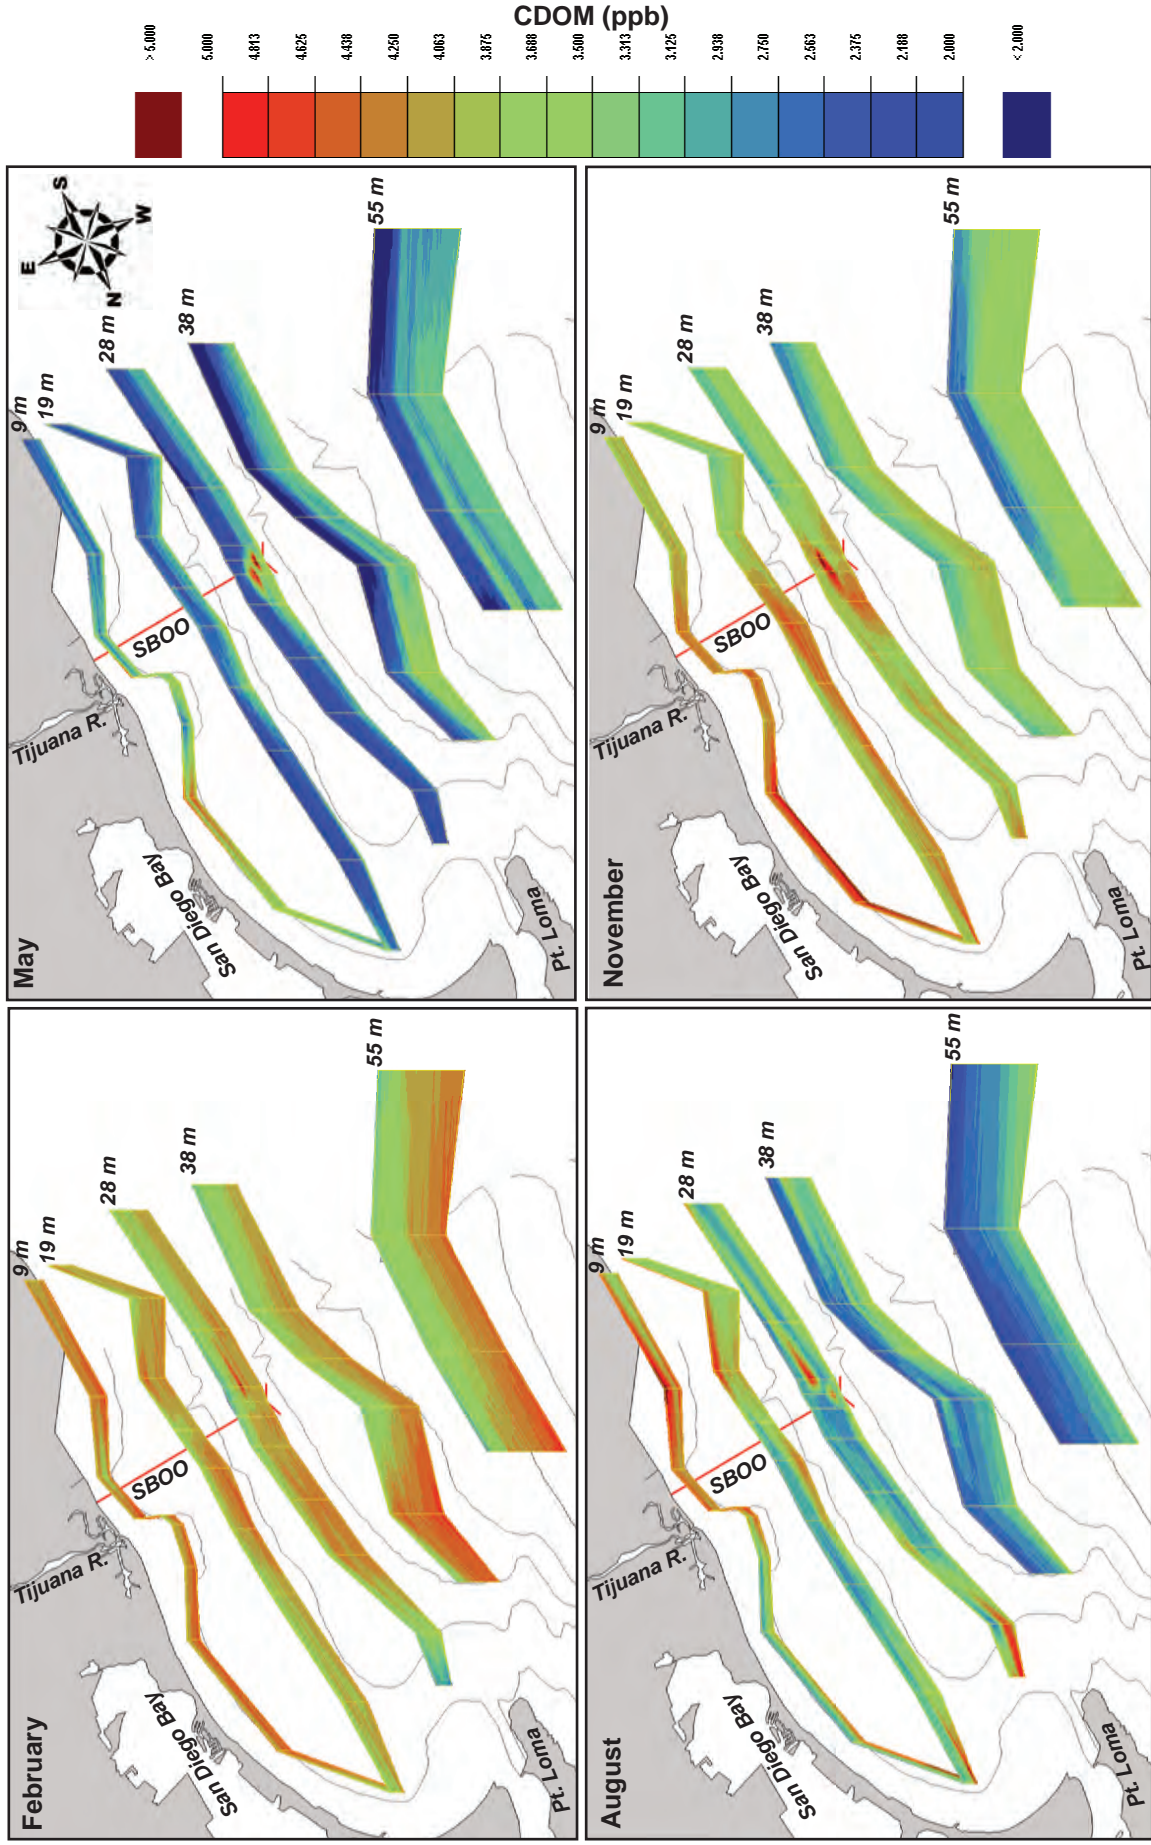 CDOM (ppb)
> 5.000
5.000
4.813
4.625
4.438
4.250
4.063
3.875
3.688
3.500
3.313
3.125
2.938
2.750
2.563
2.375
2.188
2.000
< 2.000
February
9 m
19 m
28 m
38 m
55 m
SBOO
Tijuana R.
San Diego Bay
Pt. Loma
May
E
S
N
W
9 m
19 m
28 m
38 m
55 m
SBOO
Tijuana R.
San Diego Bay
Pt. Loma
August
9 m
19 m
28 m
38 m
55 m
SBOO
Tijuana R.
San Diego Bay
Pt. Loma
November
9 m
19 m
28 m
38 m
55 m
SBOO
Tijuana R.
San Diego Bay
Pt. Loma